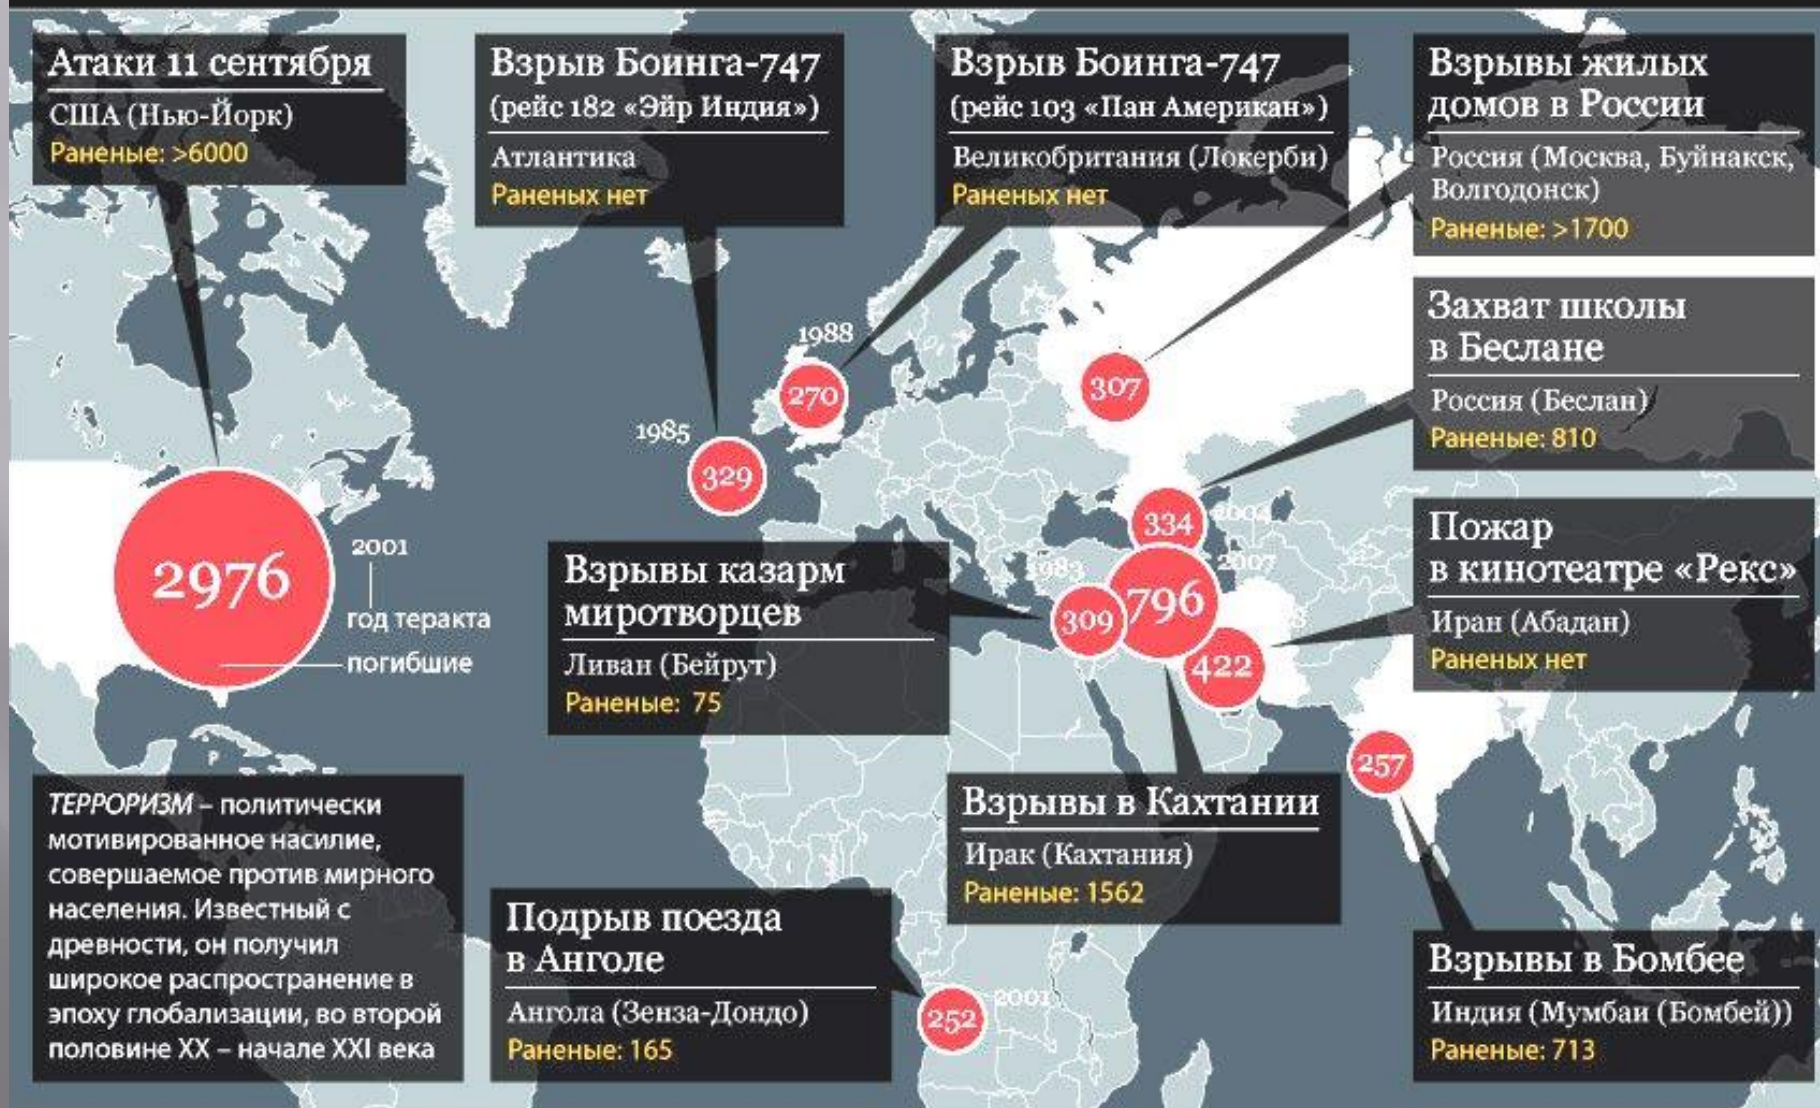 Атаки 11 сентября
США (Нью-Йорк)
Раненые: >6000
Взрыв Боинга-747
(рейс 182 «Эйр Индия»)
Атлантика
Раненых нет
Взрыв Боинга-747
(рейс 103 «Пан Американ»)
Великобритания (Локерби)
Раненых нет
Взрывы жилых
домов в России
Россия (Москва, Буйнакск,
Волгодонск)
Раненые: >1700
Захват школы
в Беслане
Россия (Беслан)
Раненые: 810
1988
270
307
1985
329
334
2004
2976
2001
год теракта
погибшие
Взрывы казарм
миротворцев
Ливан (Бейрут)
Раненые: 75
1983
309
796
2007
422
Пожар
в кинотеатре «Рекс»
Иран (Абадан)
Раненых нет
257
ТЕРРОРИЗМ – политически
мотивированное насилие,
совершаемое против мирного
населения. Известный с
древности, он получил
широкое распространение в
эпоху глобализации, во второй
половине XX – начале XXI века
Подрыв поезда
в Анголе
Ангола (Зенза-Дондо)
Раненые: 165
252
2001
Взрывы в Кахтании
Ирак (Кахтания)
Раненые: 1562
Взрывы в Бомбее
Индия (Мумбаи (Бомбей))
Раненые: 713